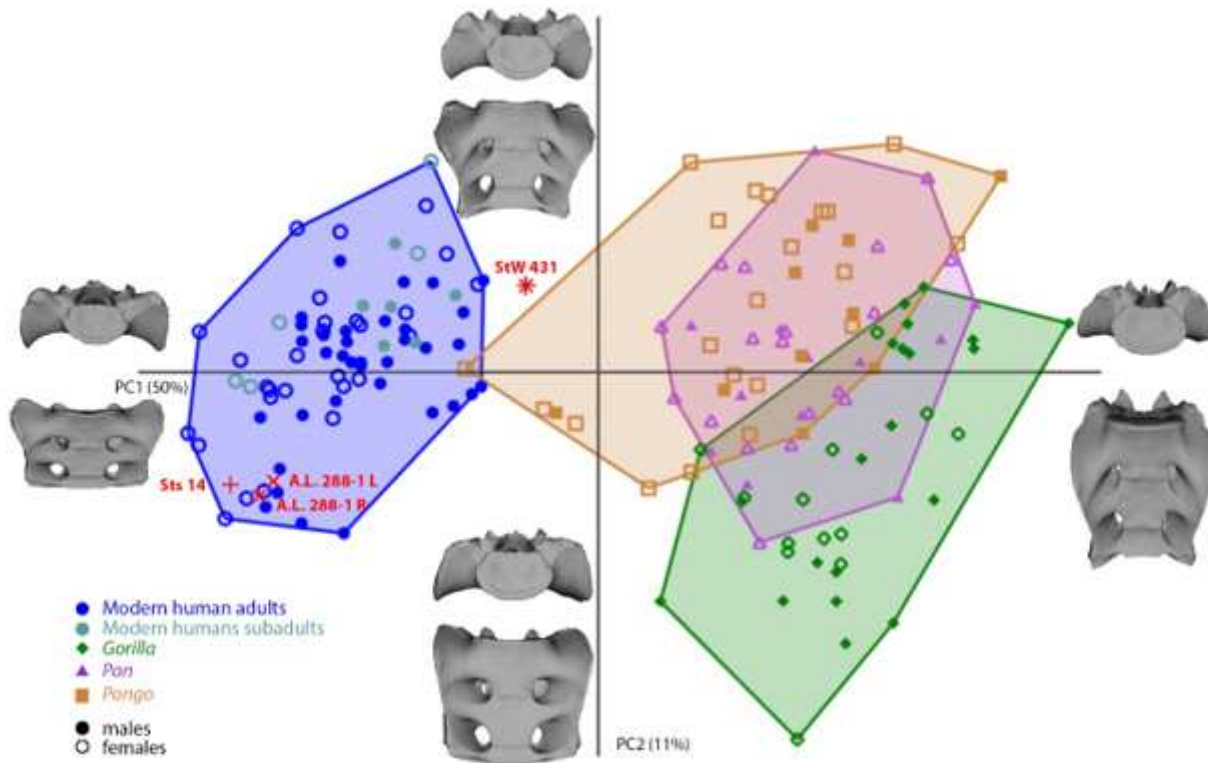 StW 431
PC1 (50%)
Sts 14
A.L. 288-1 L
A.L. 288-1 R
Modern human adults
Modern humans subadults
Gorilla
Pan
Pongo
males
females
PC2 (11%)